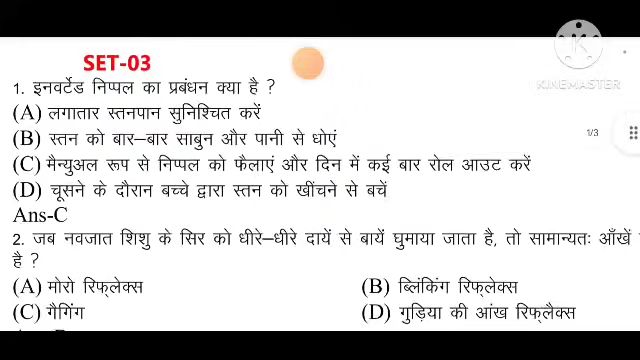 SET-03
1. इनवर्टेड निप्पल का प्रबंधन क्या है ?
(A) लगातार स्तनपान सुनिश्चित करें
(B) स्तन को बार–बार साबुन और पानी से धोएं
(C) मैन्युअल रूप से निप्पल को फैलाएं और दिन में कई बार रोल आउट करें
(D) चूसने के दौरान बच्चे द्वारा स्तन को खींचने से बचें
Ans-C
2. जब नवजात शिशु के सिर को धीरे–धीरे दायें से बायें घुमाया जाता है, तो सामान्यतः आँखें
है ?
(A) मोरो रिफ्लेक्स (B) ब्लिंकिंग रिफ्लेक्स
(C) गैगिंग (D) गुड़िया की आंख रिफ्लैक्स
K
KINEMASTER
1/3